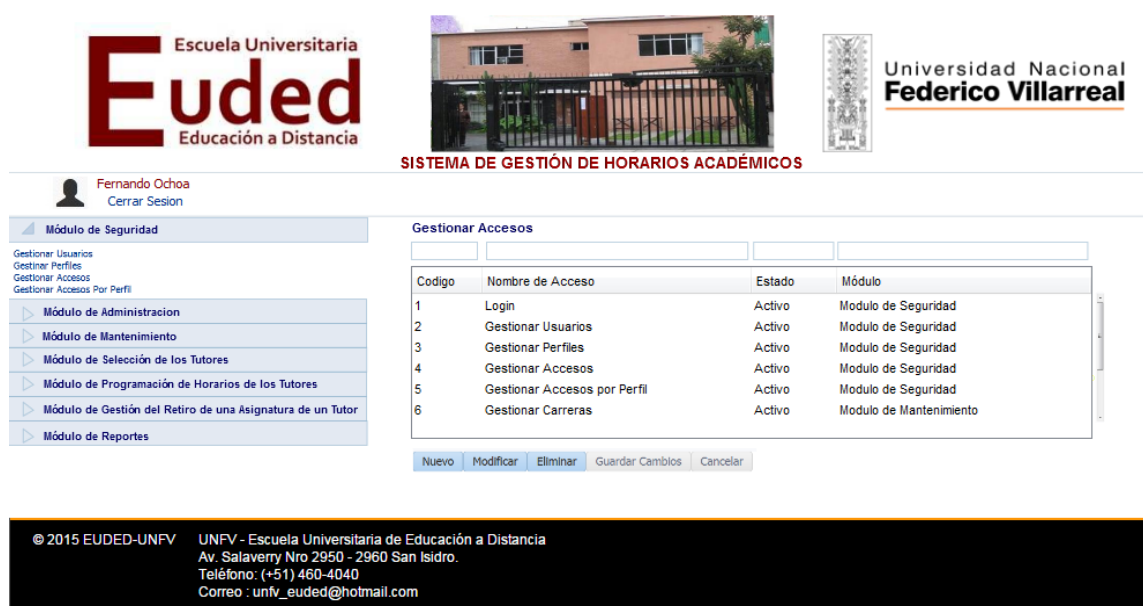 Escuela Universitaria
Euded
Educación a Distancia
Universidad Nacional
Federico Villarreal
SISTEMA DE GESTIÓN DE HORARIOS ACADÉMICOS
Fernando Ochoa
Cerrar Sesion
Módulo de Seguridad
Gestionar Usuarios
Gestinar Perfiles
Gestionar Accesos
Gestionar Accesos Por Perfil
Módulo de Administracion
Módulo de Mantenimiento
Módulo de Selección de los Tutores
Módulo de Programación de Horarios de los Tutores
Módulo de Gestión del Retiro de una Asignatura de un Tutor
Módulo de Reportes
Gestionar Accesos
Codigo Nombre de Acceso Estado Módulo
1 Login Activo Modulo de Seguridad
2 Gestionar Usuarios Activo Modulo de Seguridad
3 Gestionar Perfiles Activo Modulo de Seguridad
4 Gestionar Accesos Activo Modulo de Seguridad
5 Gestionar Accesos por Perfil Activo Modulo de Seguridad
6 Gestionar Carreras Activo Modulo de Mantenimiento
Nuevo Modificar Eliminar Guardar Cambios Cancelar
© 2015 EUDED-UNFV UNFV - Escuela Universitaria de Educación a Distancia
Av. Salaverry Nro 2950 - 2960 San Isidro.
Teléfono: (+51) 460-4040
Correo : unfv_euded@hotmail.com